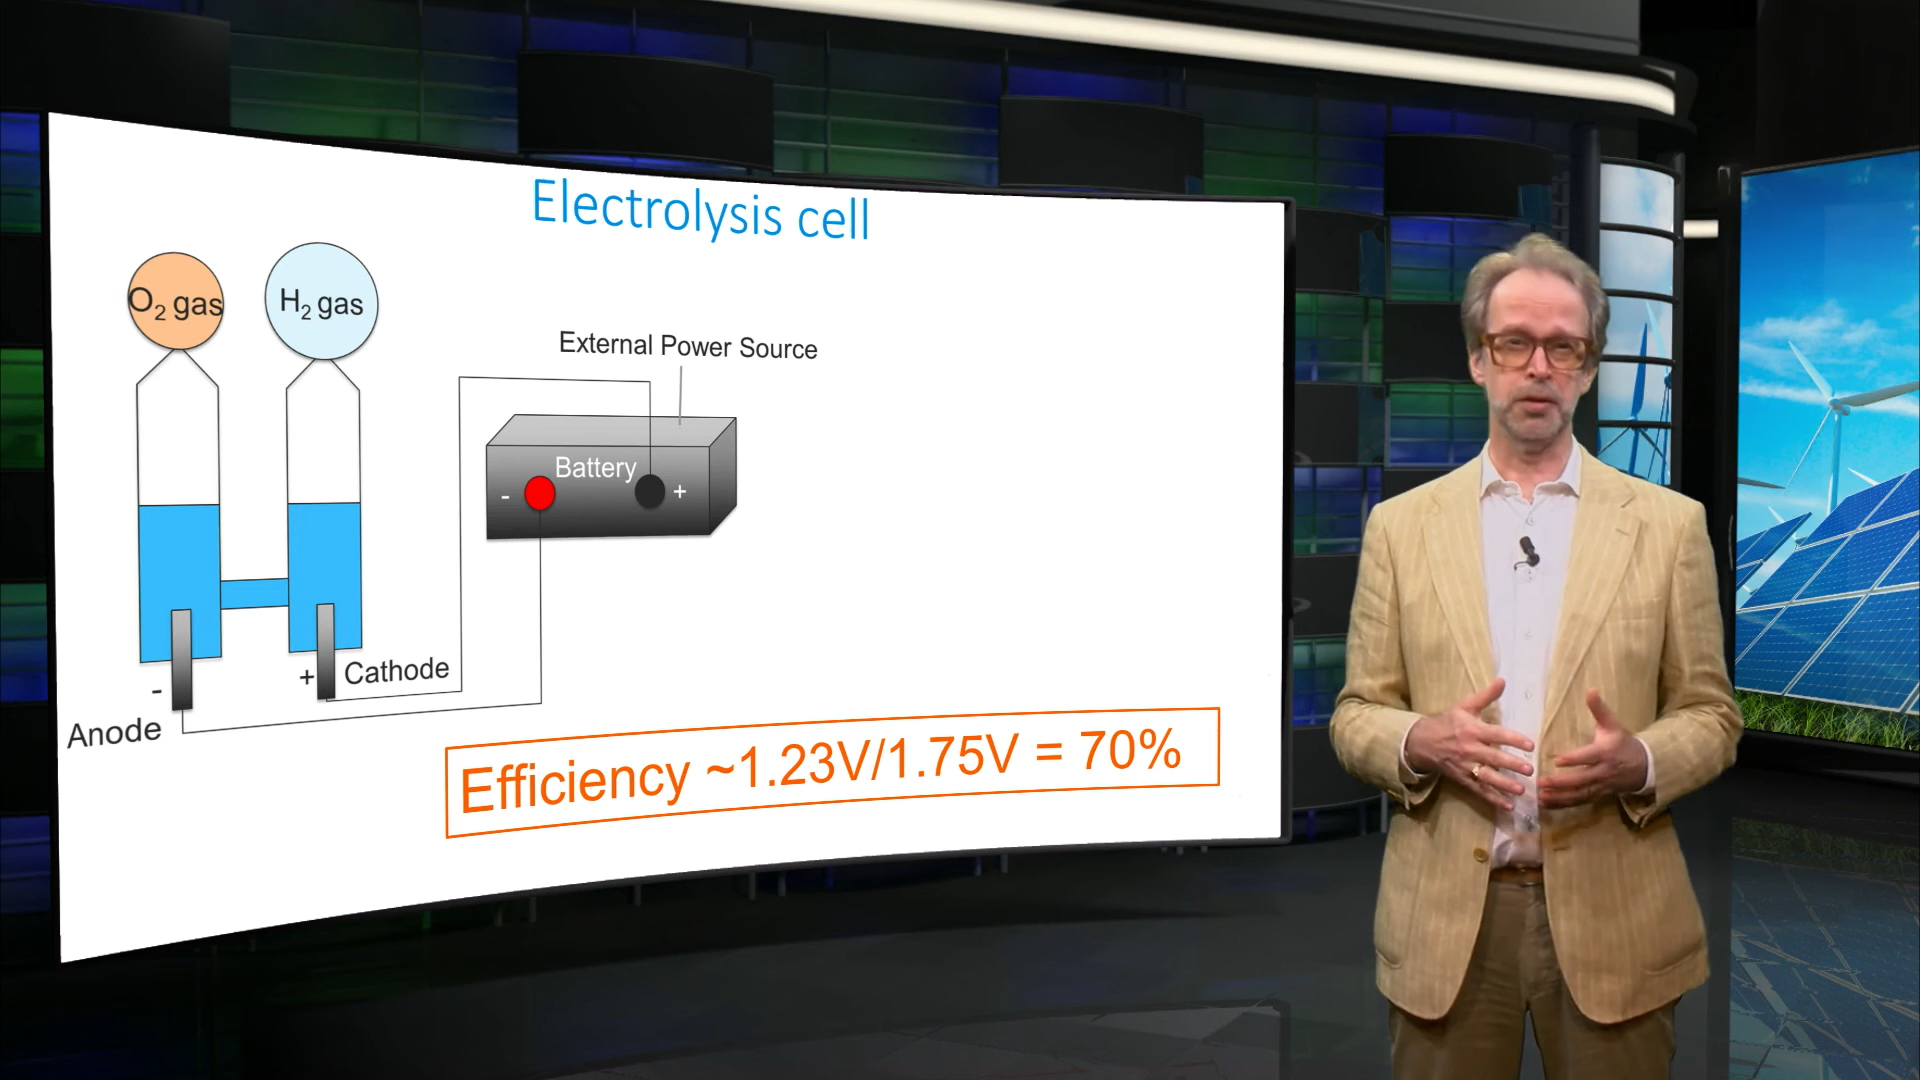 Electrolysis cell
O₂ gas
H₂ gas
External Power Source
Battery
- +
+ Cathode
-
Anode
Efficiency ~1.23V/1.75V = 70%